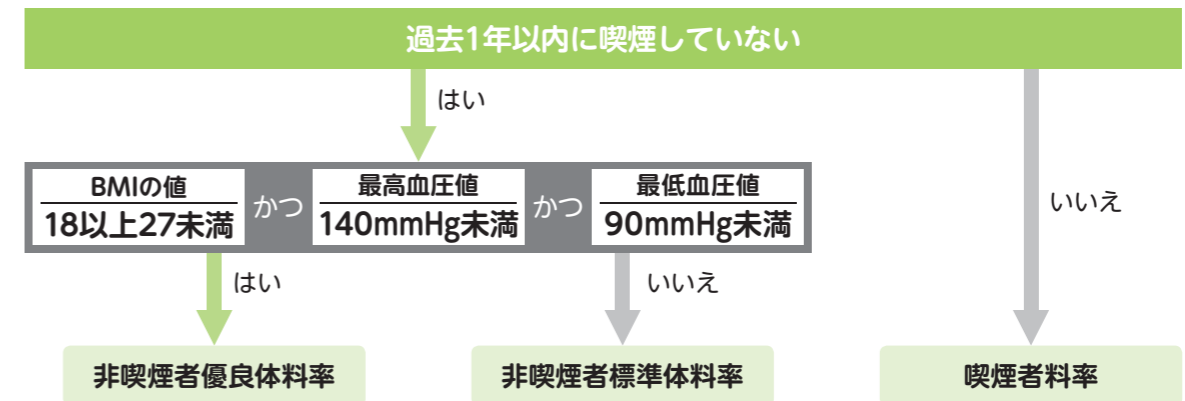 過去1年以内に喫煙していない
はい
いいえ
BMIの値
18以上27未満
かつ
最高血圧値
140mmHg未満
かつ
最低血圧値
90mmHg未満
はい
いいえ
非喫煙者優良体料率
非喫煙者標準体料率
喫煙者料率